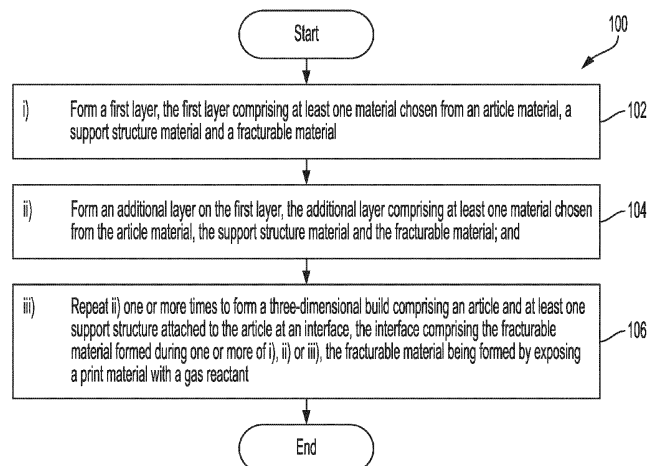 Start
100
i) Form a first layer, the first layer comprising at least one material chosen from an article material, a
support structure material and a fracturable material
102
ii) Form an additional layer on the first layer, the additional layer comprising at least one material chosen
from the article material, the support structure material and the fracturable material; and
104
iii) Repeat ii) one or more times to form a three-dimensional build comprising an article and at least one
support structure attached to the article at an interface, the interface comprising the fracturable
material formed during one or more of i), ii) or iii), the fracturable material being formed by exposing
a print material with a gas reactant
106
End